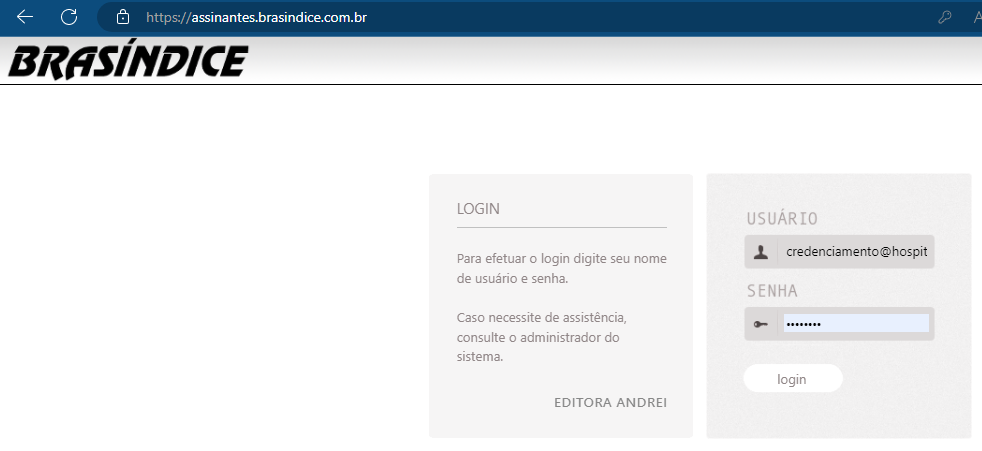 https://assinantes.brasindice.com.br
BRASÍNDICE
LOGIN
Para efetuar o login digite seu nome
de usuário e senha.
Caso necessite de assistência,
consulte o administrador do
sistema.
EDITORA ANDREI
USUÁRIO
credenciamento@hospit
SENHA
••••••••
login